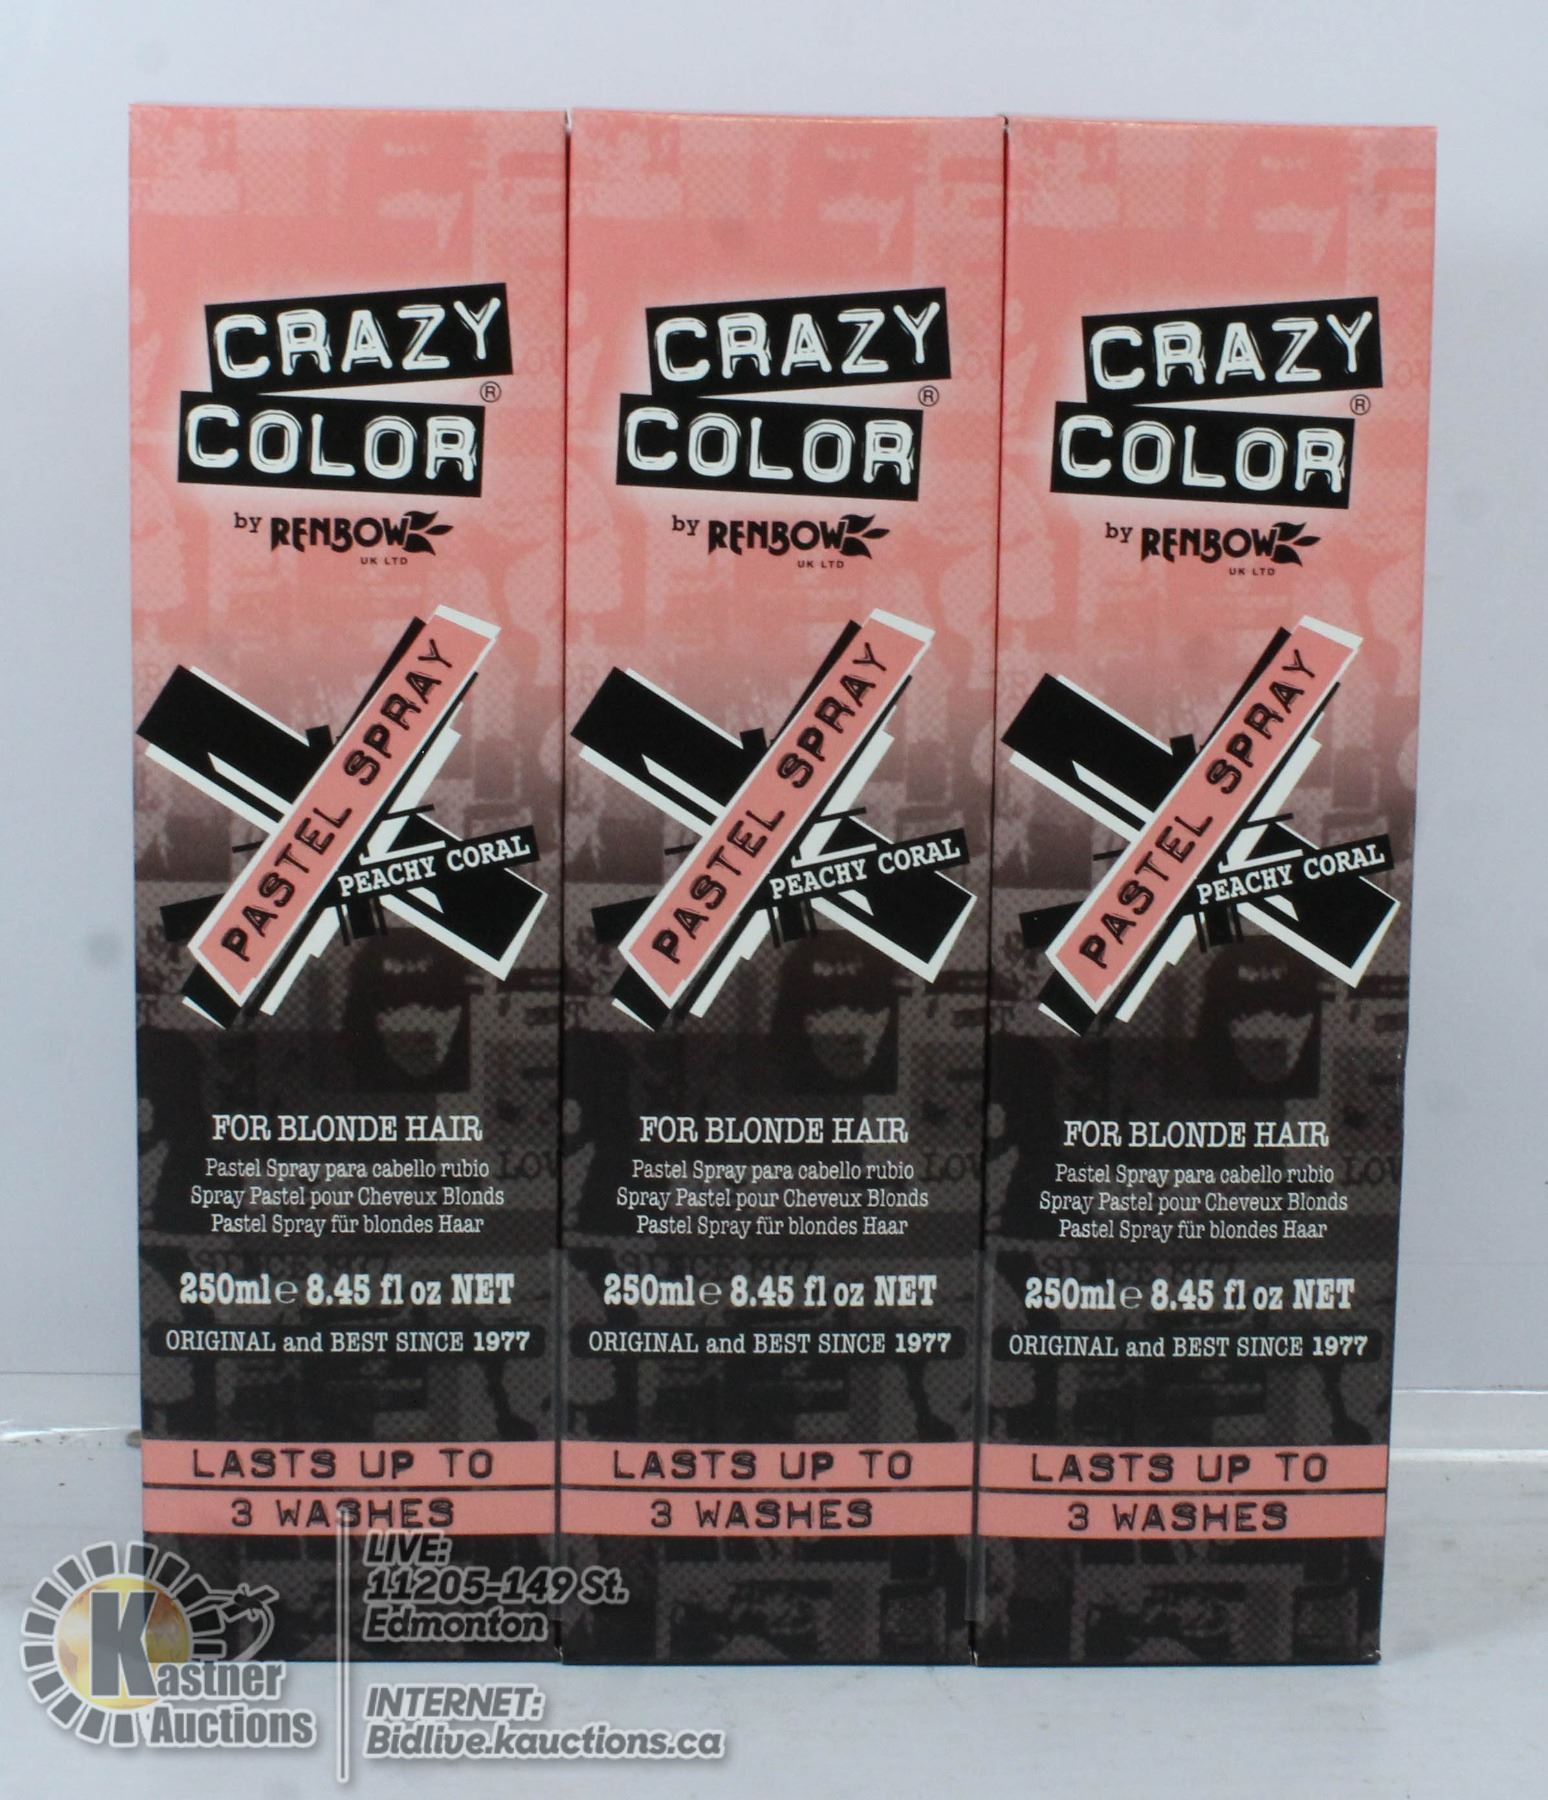 CRAZY
COLOR®
by RENBOW
UK LTD
PASTEL SPRAY
PEACHY CORAL
FOR BLONDE HAIR
Pastel Spray para cabello rubio
Spray Pastel pour Cheveux Blonds
Pastel Spray für blondes Haar
250ml e 8.45 fl oz NET
ORIGINAL and BEST SINCE 1977
LASTS UP TO
3 WASHES
CRAZY
COLOR®
by RENBOW
UK LTD
PASTEL SPRAY
PEACHY CORAL
FOR BLONDE HAIR
Pastel Spray para cabello rubio
Spray Pastel pour Cheveux Blonds
Pastel Spray für blondes Haar
250ml e 8.45 fl oz NET
ORIGINAL and BEST SINCE 1977
LASTS UP TO
3 WASHES
CRAZY
COLOR®
by RENBOW
UK LTD
PASTEL SPRAY
PEACHY CORAL
FOR BLONDE HAIR
Pastel Spray para cabello rubio
Spray Pastel pour Cheveux Blonds
Pastel Spray für blondes Haar
250ml e 8.45 fl oz NET
ORIGINAL and BEST SINCE 1977
LASTS UP TO
3 WASHES
Kastner
Auctions
LIVE:
11205-149 St.
Edmonton
INTERNET:
Bidlive.kauctions.ca